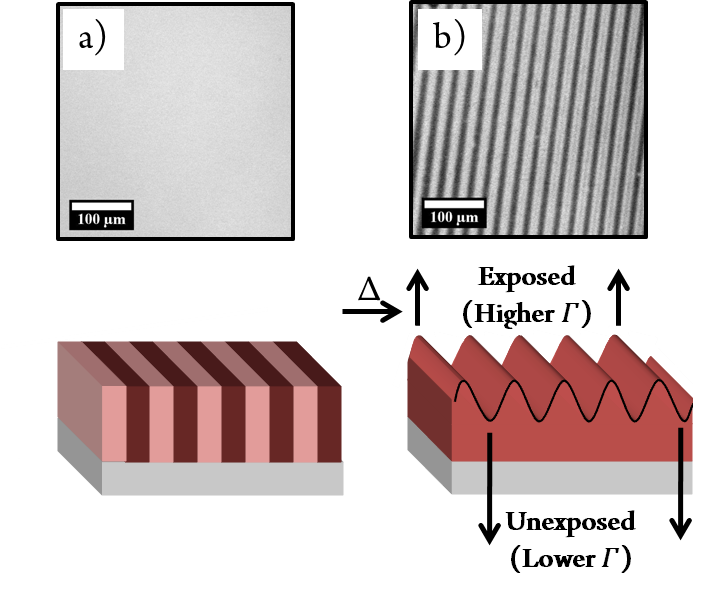 a)
b)
100 μm
100 μm
Δ
Exposed
(Higher Γ)
Unexposed
(Lower Γ)